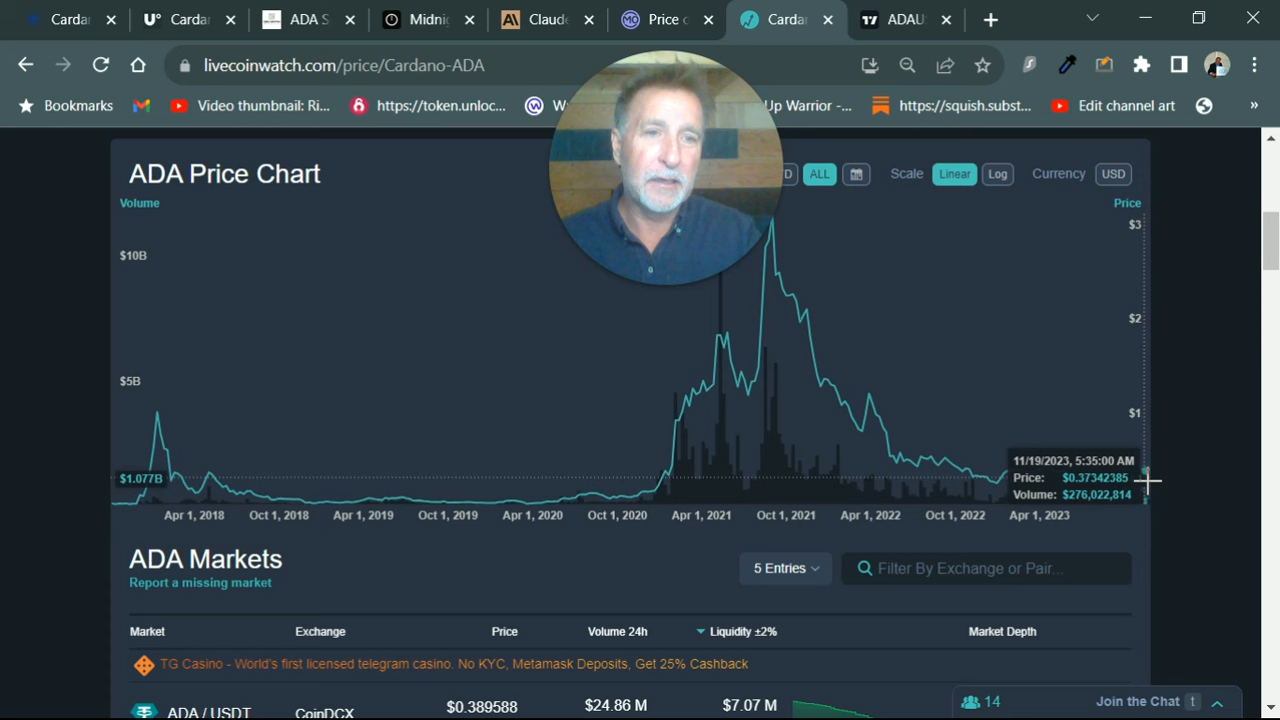 Cardar
Cardar
ADA S
Midnig
Claude
Price o
Cardar
ADAU
livecoinwatch.com/price/Cardano-ADA
Bookmarks
Video thumbnail: Ri...
https://token.unloc...
W
Up Warrior -...
https://squish.subst...
Edit channel art
»
ADA Price Chart
D
ALL
Scale
Linear
Log
Currency
USD
Volume
Price
$3
$10B
$2
$5B
$1
11/19/2023, 5:35:00 AM
Price: $0.37342385
Volume: $276,022,814
$1.077B
Apr 1, 2018 Oct 1, 2018 Apr 1, 2019 Oct 1, 2019 Apr 1, 2020 Oct 1, 2020 Apr 1, 2021 Oct 1, 2021 Apr 1, 2022 Oct 1, 2022 Apr 1, 2023
ADA Markets
Report a missing market
5 Entries
Filter By Exchange or Pair...
Market Exchange Price Volume 24h Liquidity ±2% Market Depth
TG Casino - World's first licensed telegram casino. No KYC, Metamask Deposits, Get 25% Cashback
ADA / USDT CoinDCX $0.389588 $24.86 M $7.07 M
14
Join the Chat t